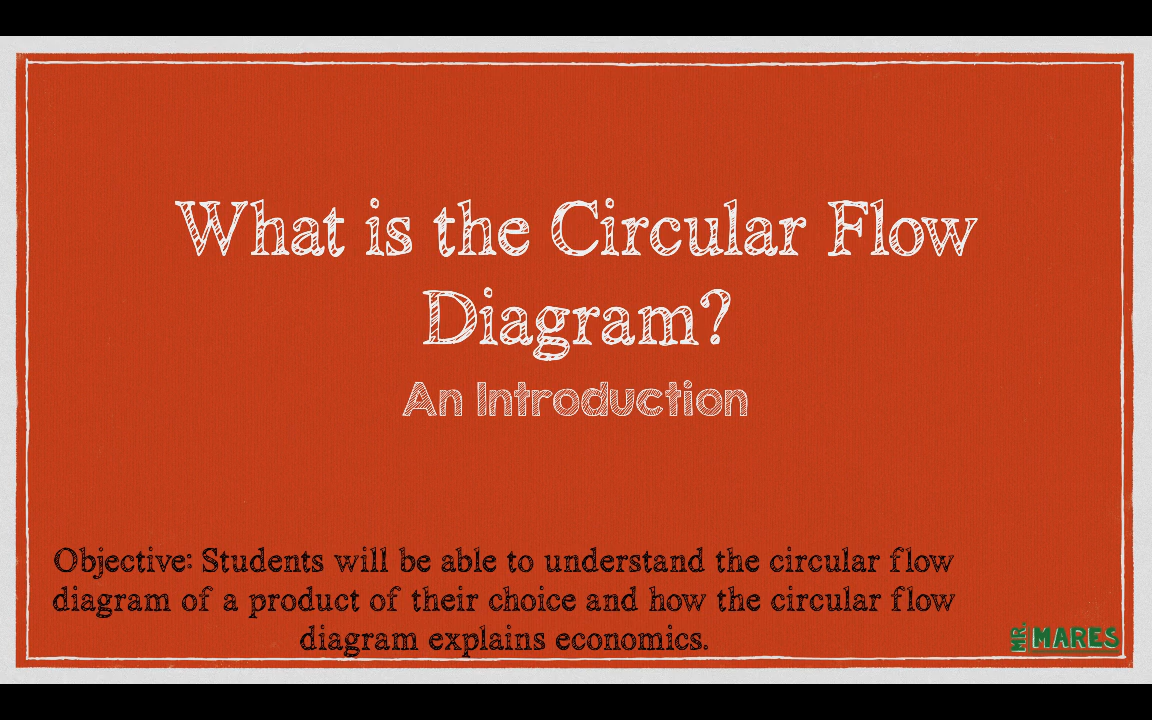 What is the Circular Flow
Diagram?
An Introduction
Objective: Students will be able to understand the circular flow
diagram of a product of their choice and how the circular flow
diagram explains economics.
MR. MARES